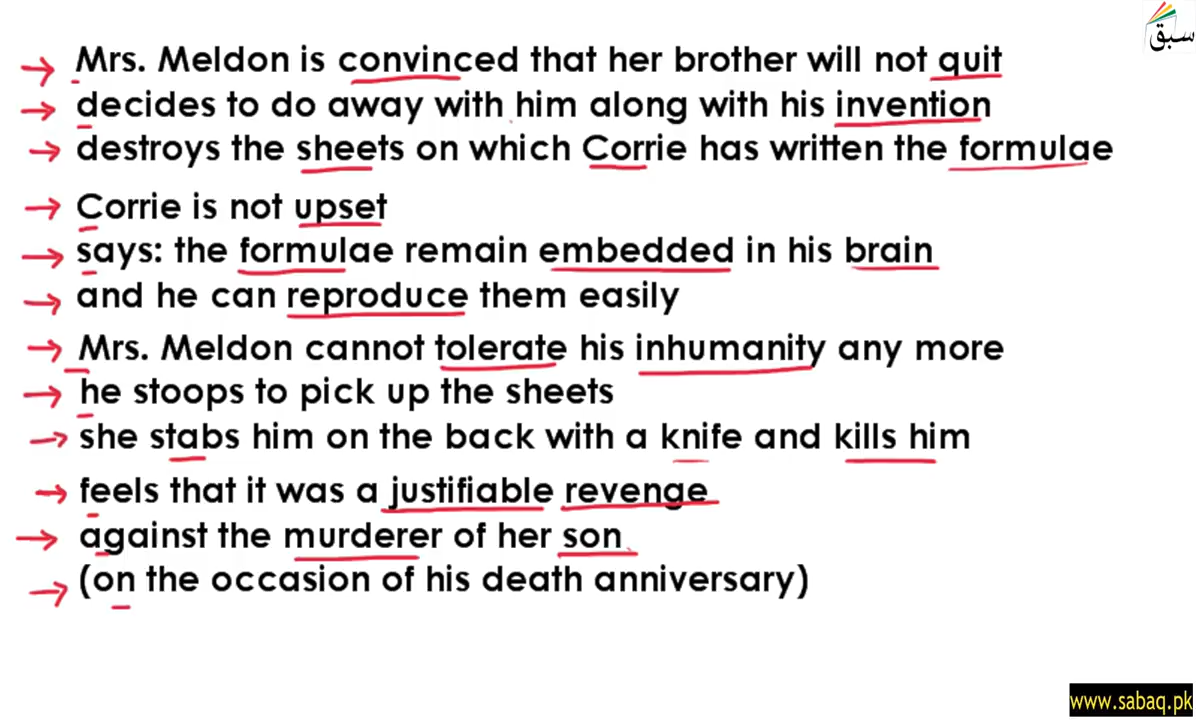 سبق
Mrs. Meldon is convinced that her brother will not quit
decides to do away with him along with his invention
destroys the sheets on which Corrie has written the formulae
Corrie is not upset
says: the formulae remain embedded in his brain
and he can reproduce them easily
Mrs. Meldon cannot tolerate his inhumanity any more
he stoops to pick up the sheets
she stabs him on the back with a knife and kills him
feels that it was a justifiable revenge
against the murderer of her son
(on the occasion of his death anniversary)
www.sabaq.pk